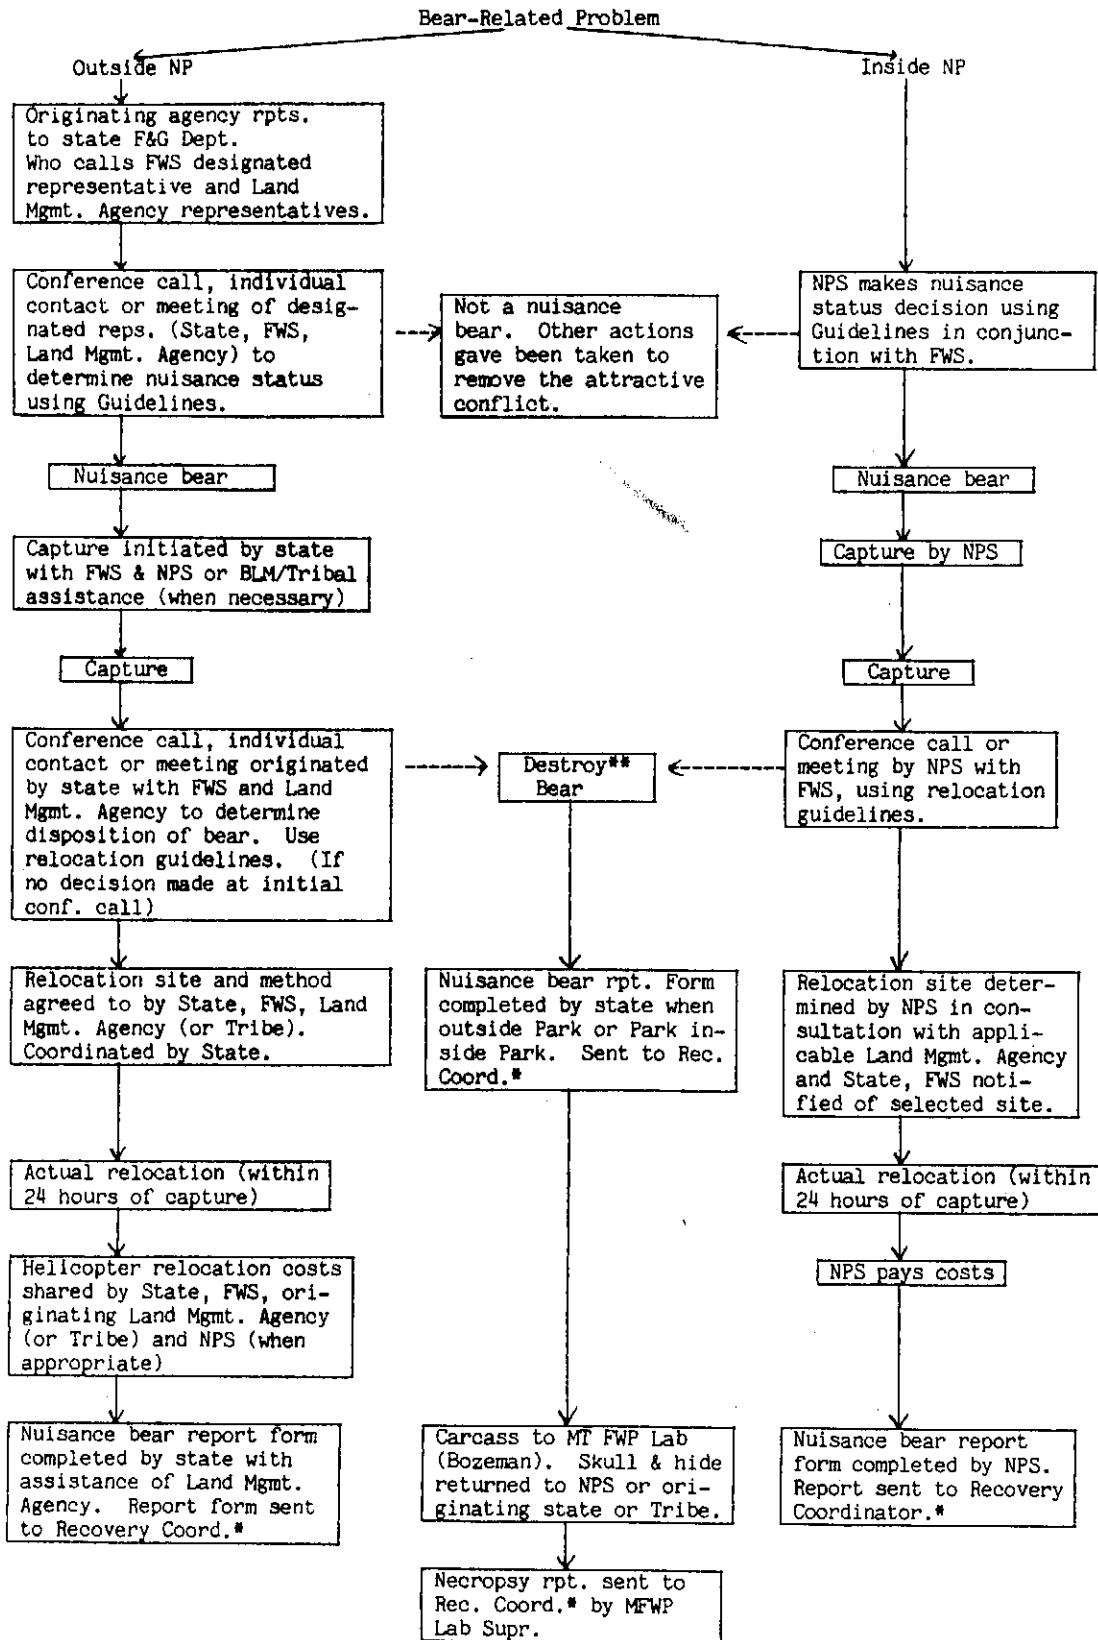 Bear-Related Problem
Outside NP
Inside NP
Originating agency rpts.
to state F&G Dept.
Who calls FWS designated
representative and Land
Mgmt. Agency representatives.
Conference call, individual
contact or meeting of desig-
nated reps. (State, FWS,
Land Mgmt. Agency) to
determine nuisance status
using Guidelines.
Not a nuisance
bear. Other actions
gave been taken to
remove the attractive
conflict.
NPS makes nuisance
status decision using
Guidelines in conjunc-
tion with FWS.
Nuisance bear
Nuisance bear
Capture initiated by state
with FWS & NPS or BLM/Tribal
assistance (when necessary)
Capture by NPS
Capture
Capture
Conference call, individual
contact or meeting originated
by state with FWS and Land
Mgmt. Agency to determine
disposition of bear. Use
relocation guidelines. (If
no decision made at initial
conf. call)
Destroy**
Bear
Conference call or
meeting by NPS with
FWS, using relocation
guidelines.
Relocation site and method
agreed to by State, FWS, Land
Mgmt. Agency (or Tribe).
Coordinated by State.
Nuisance bear rpt. Form
completed by state when
outside Park or Park in-
side Park. Sent to Rec.
Coord.*
Relocation site deter-
mined by NPS in con-
sultation with appli-
cable Land Mgmt. Agency
and State, FWS noti-
fied of selected site.
Actual relocation (within
24 hours of capture)
Actual relocation (within
24 hours of capture)
Helicopter relocation costs
shared by State, FWS, ori-
ginating Land Mgmt. Agency
(or Tribe) and NPS (when
appropriate)
NPS pays costs
Nuisance bear report form
completed by state with
assistance of Land Mgmt.
Agency. Report form sent
to Recovery Coord.*
Carcass to MT FWP Lab
(Bozeman). Skull & hide
returned to NPS or ori-
ginating state or Tribe.
Nuisance bear report
form completed by NPS.
Report sent to Recovery
Coordinator.*
Necropsy rpt. sent to
Rec. Coord.* by MFWP
Lab Supr.